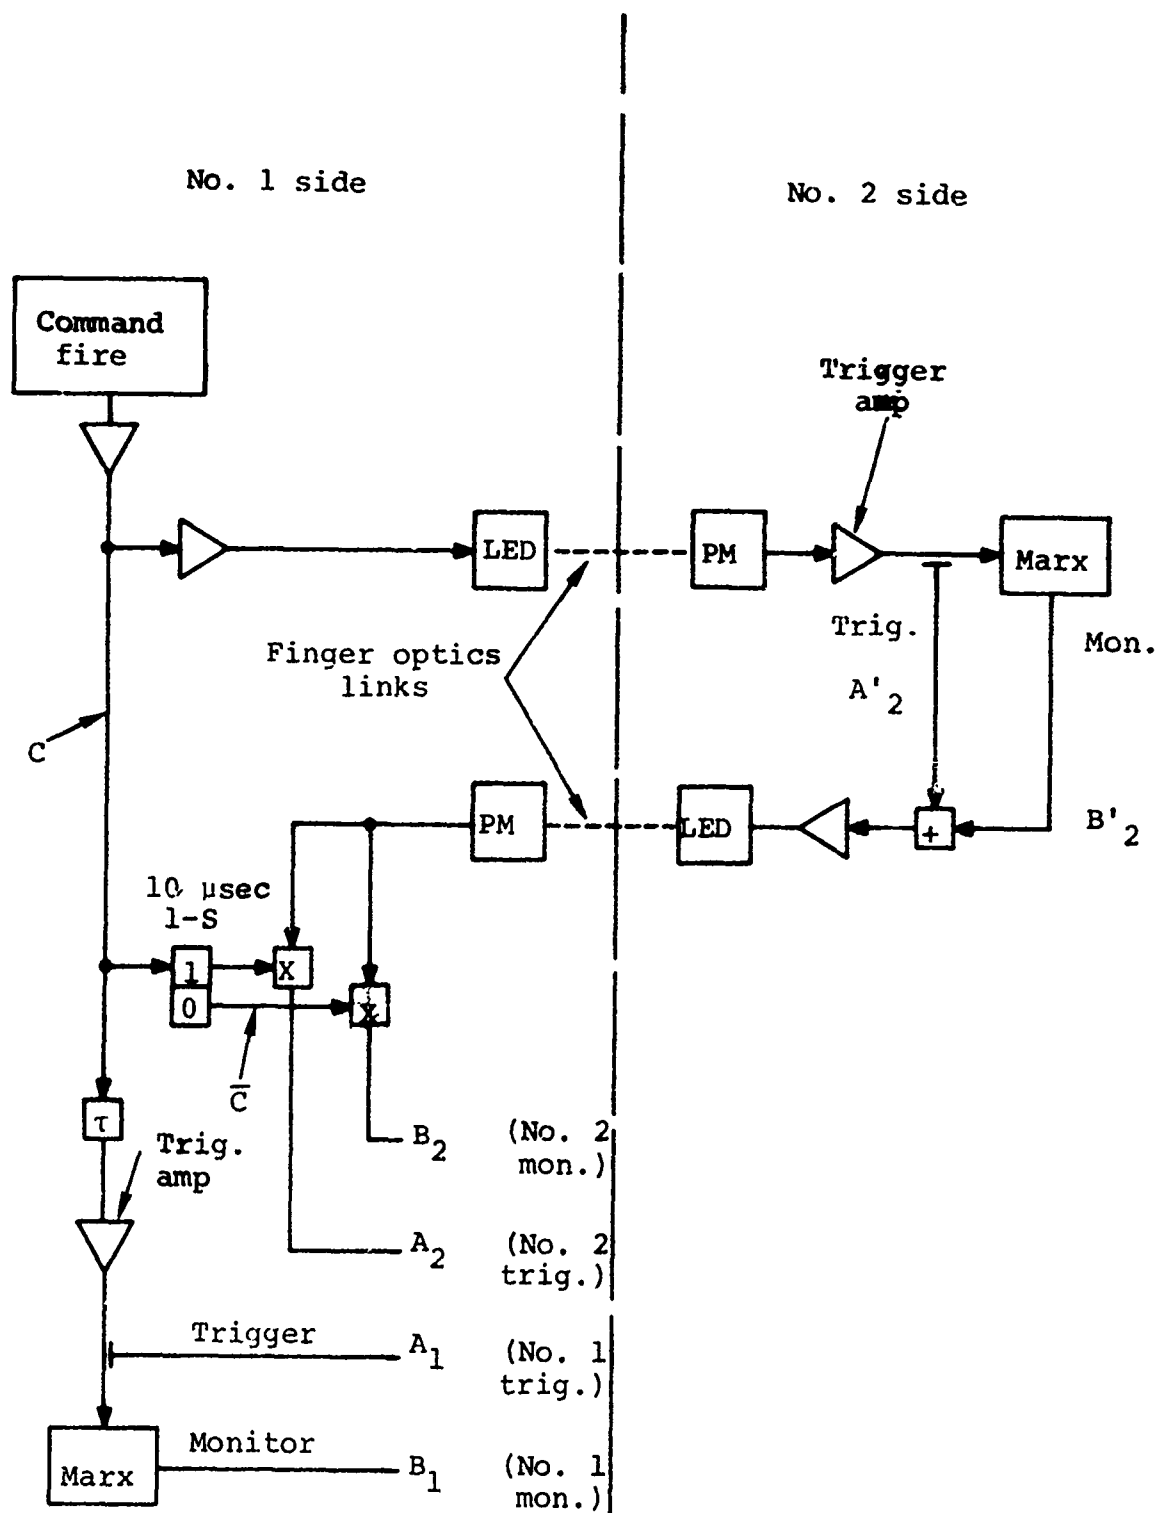 No. 1 side
No. 2 side
Command
fire
Trigger
amp
LED
PM
Marx
Trig.
Mon.
A'2
Finger optics
links
C
PM
LED
+
B'2
10 μsec
1-S
1
X
0
X
C̅
τ
Trig.
amp
B2 (No. 2
mon.)
A2 (No. 2
trig.)
Trigger A1 (No. 1
trig.)
Marx
Monitor B1 (No. 1
mon.)